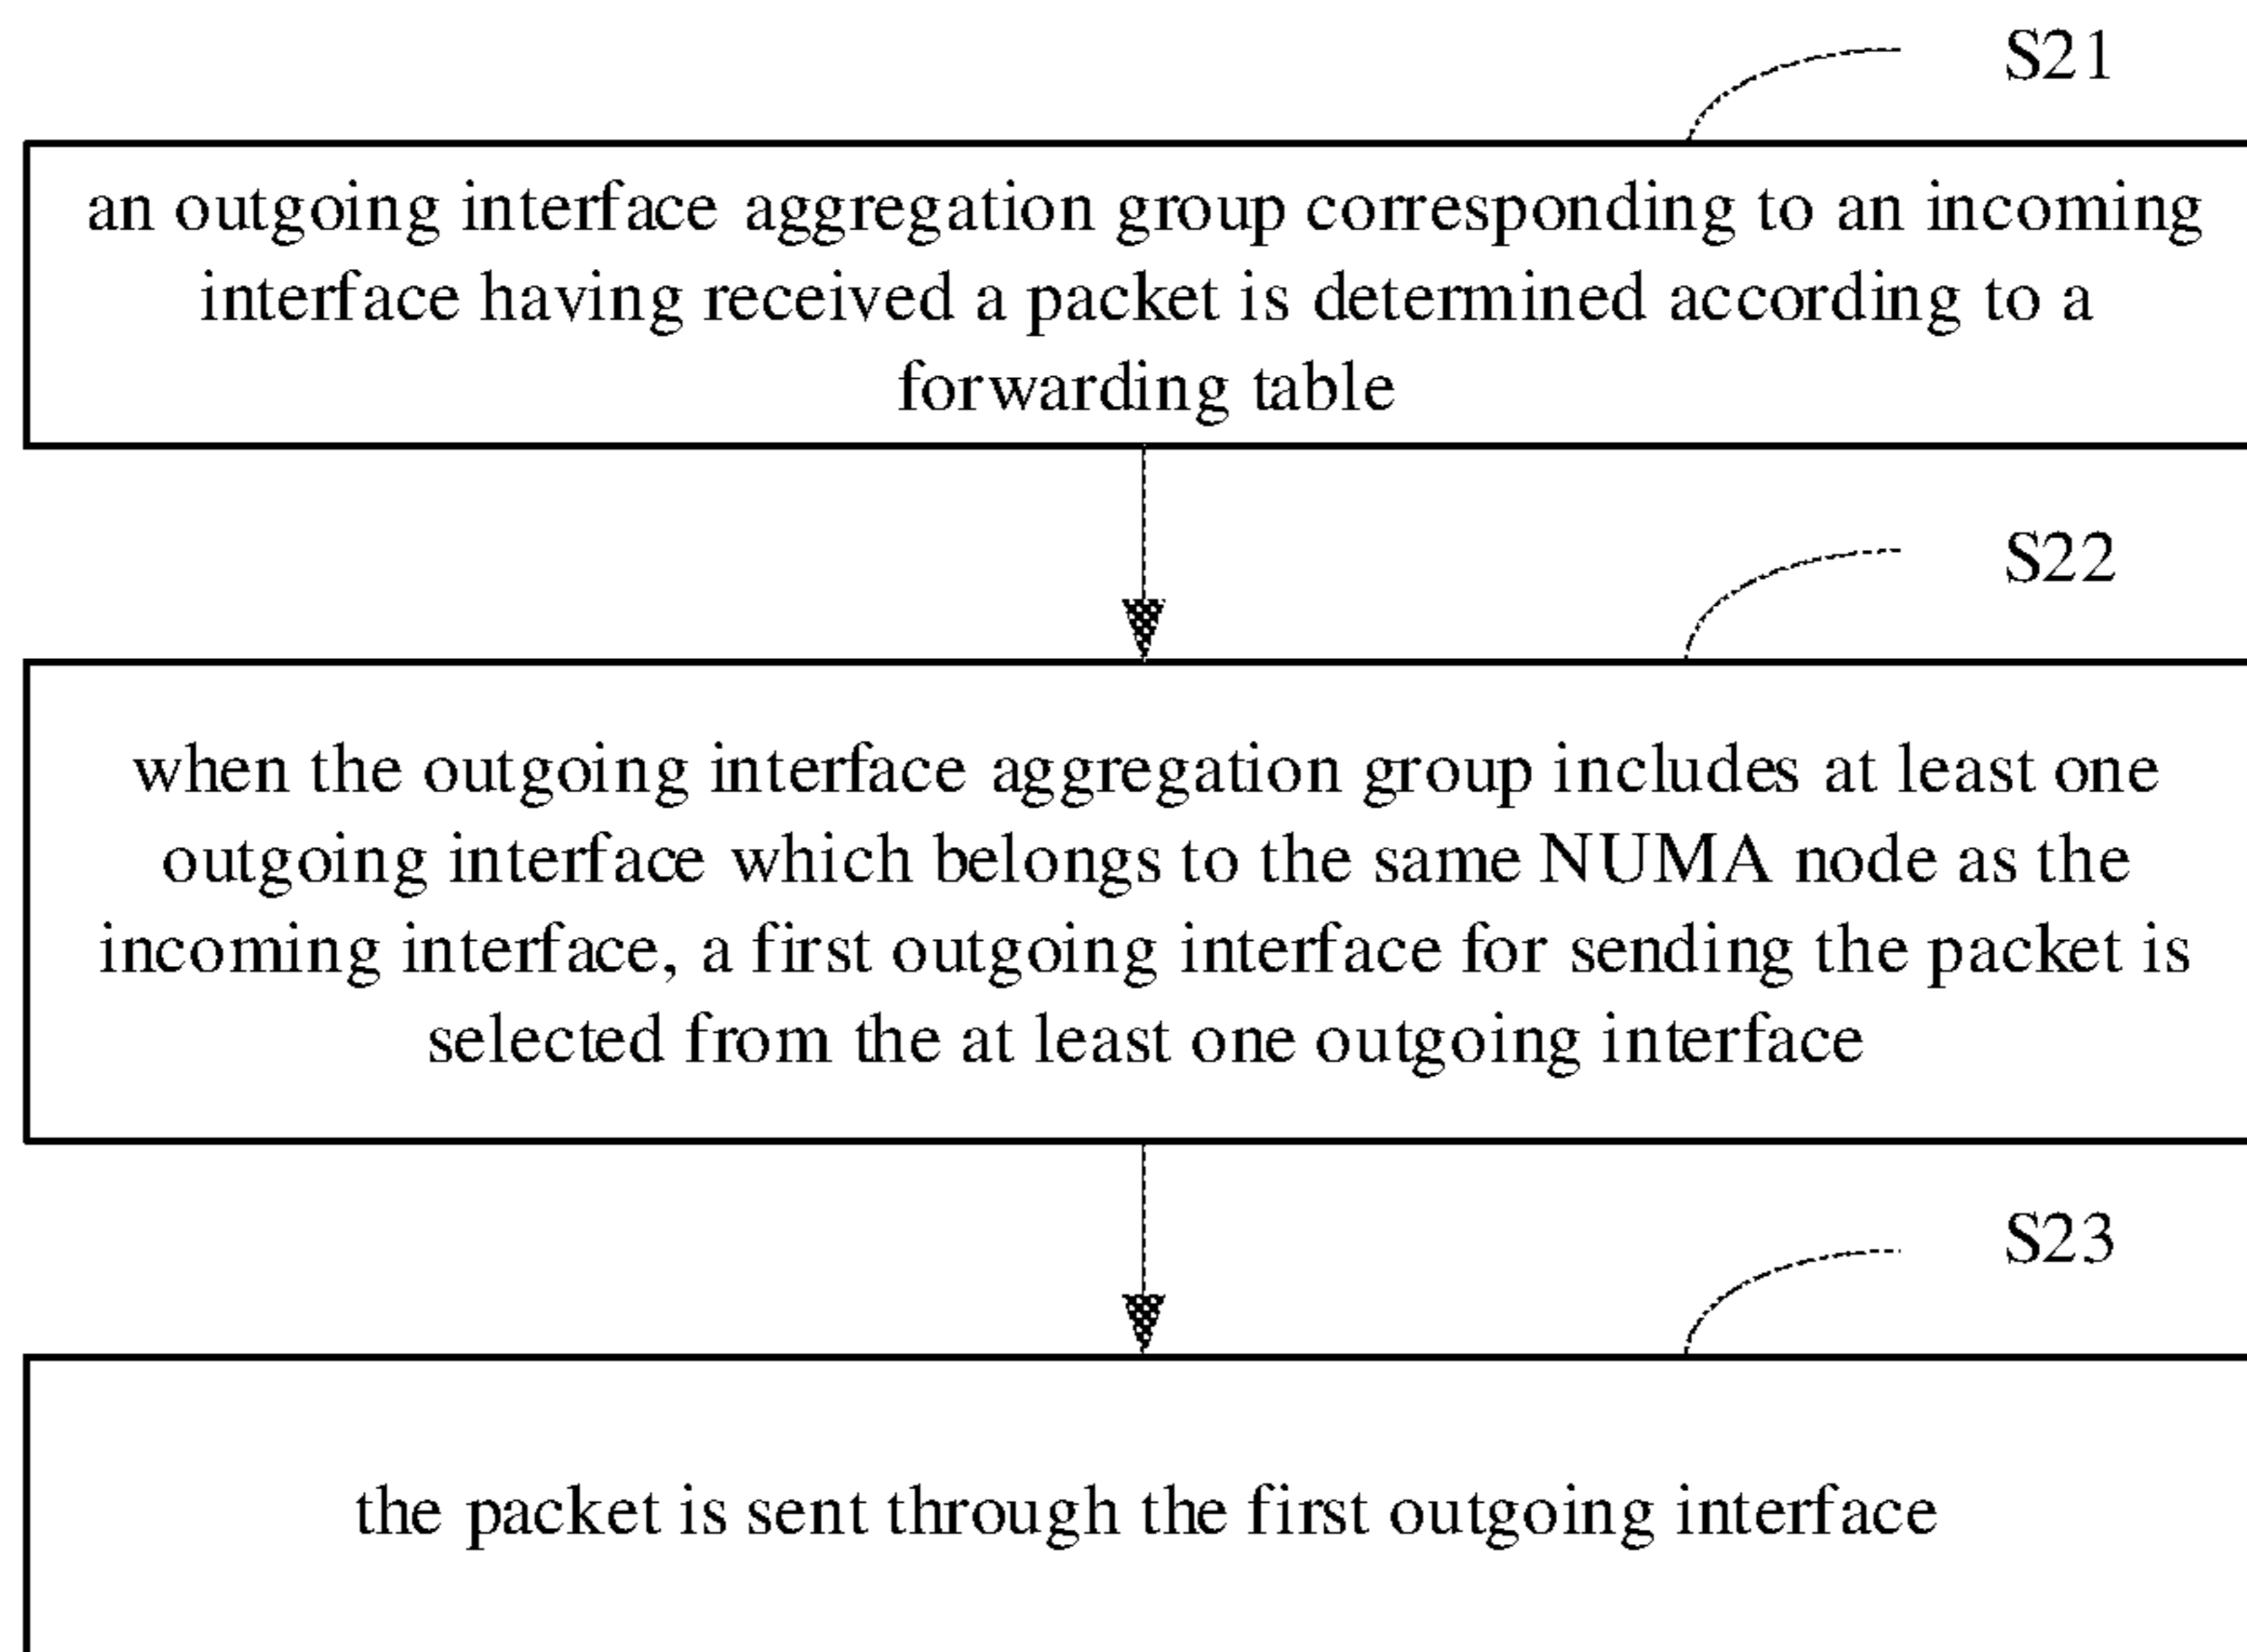 S21
an outgoing interface aggregation group corresponding to an incoming
interface having received a packet is determined according to a
forwarding table
S22
when the outgoing interface aggregation group includes at least one
outgoing interface which belongs to the same NUMA node as the
incoming interface, a first outgoing interface for sending the packet is
selected from the at least one outgoing interface
S23
the packet is sent through the first outgoing interface